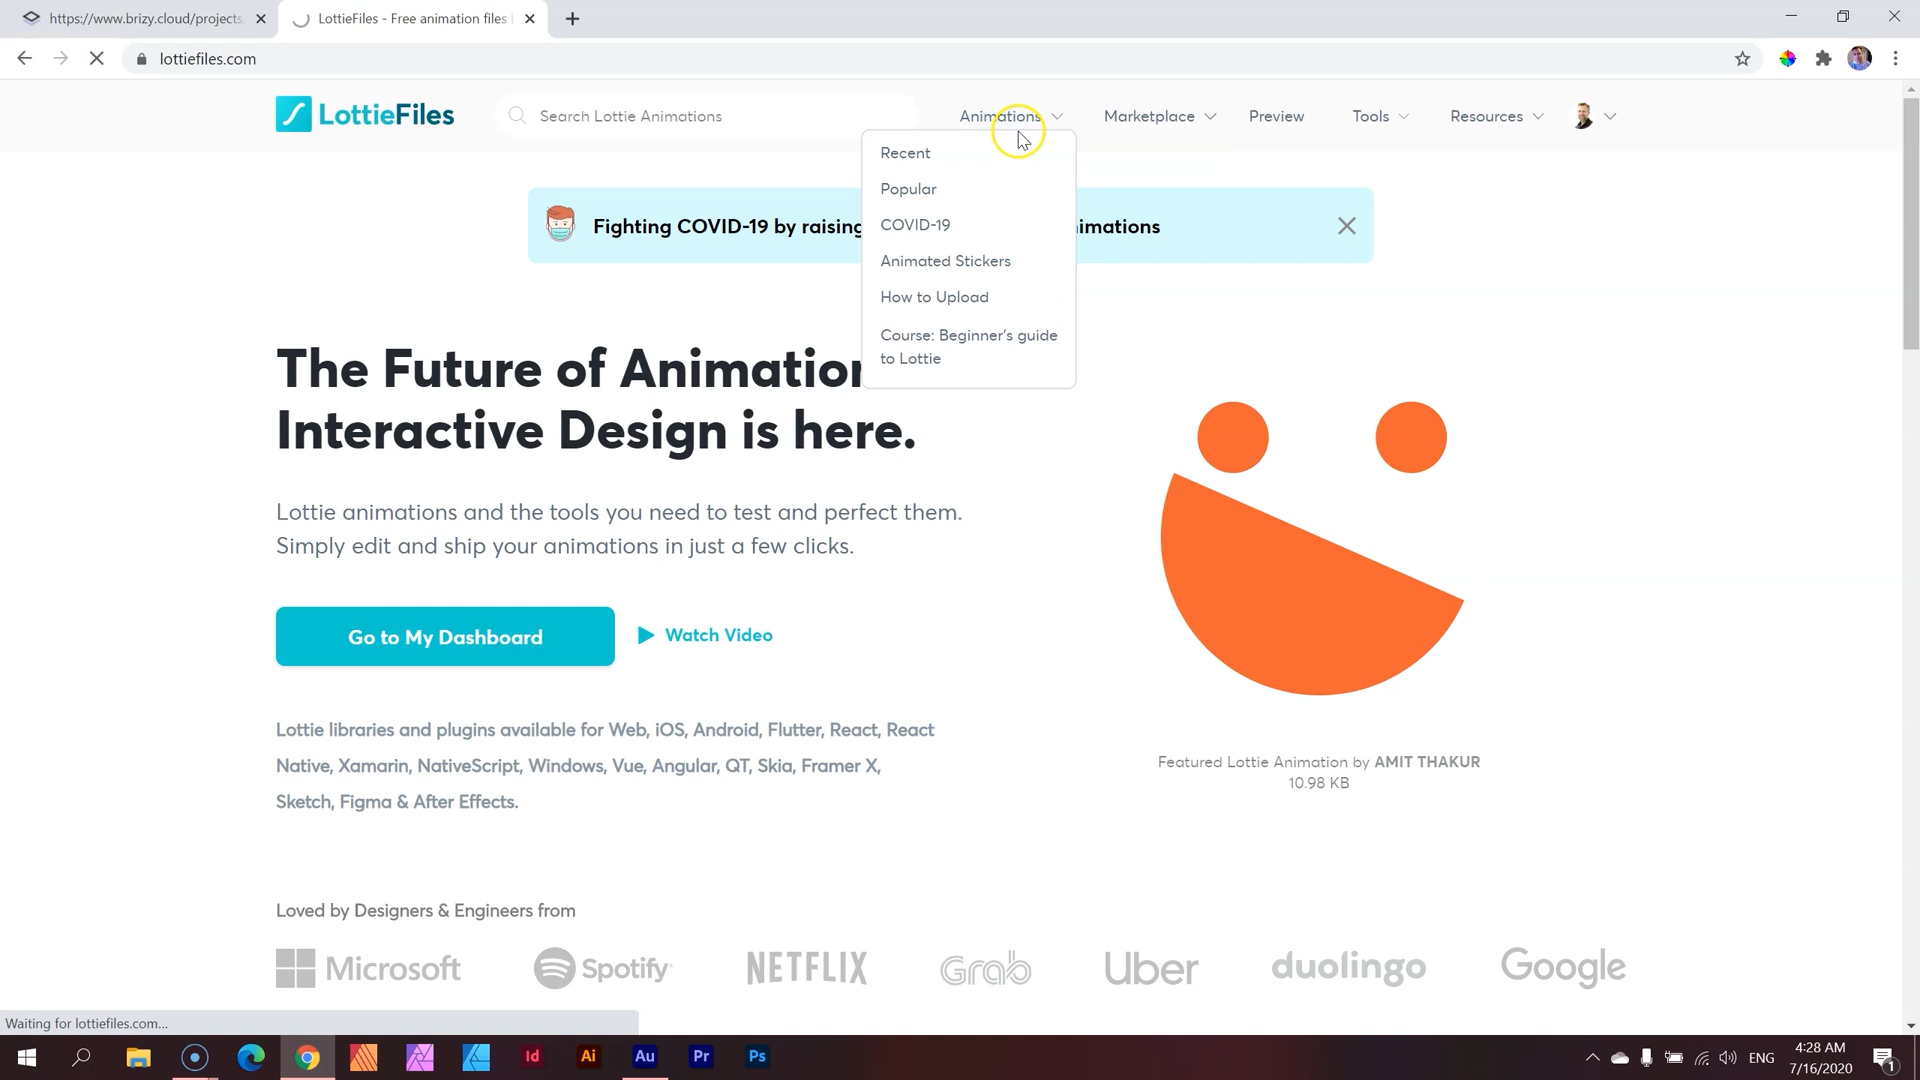 https://www.brizy.cloud/projects
LottieFiles - Free animation files
lottiefiles.com
LottieFiles
Search Lottie Animations
Animations
Marketplace
Preview
Tools
Resources
Recent
Popular
COVID-19
Animated Stickers
How to Upload
Course: Beginner's guide
to Lottie
Fighting COVID-19 by raising
The Future of Animation
Interactive Design is here.
Lottie animations and the tools you need to test and perfect them.
Simply edit and ship your animations in just a few clicks.
Go to My Dashboard
Watch Video
Lottie libraries and plugins available for Web, iOS, Android, Flutter, React, React
Native, Xamarin, NativeScript, Windows, Vue, Angular, QT, Skia, Framer X,
Sketch, Figma & After Effects.
Featured Lottie Animation by AMIT THAKUR
10.98 KB
Loved by Designers & Engineers from
Microsoft
Spotify
NETFLIX
Grab
Uber
duolingo
Google
Waiting for lottiefiles.com...
Id
Ai
Au
Pr
Ps
ENG
4:28 AM
7/16/2020
1